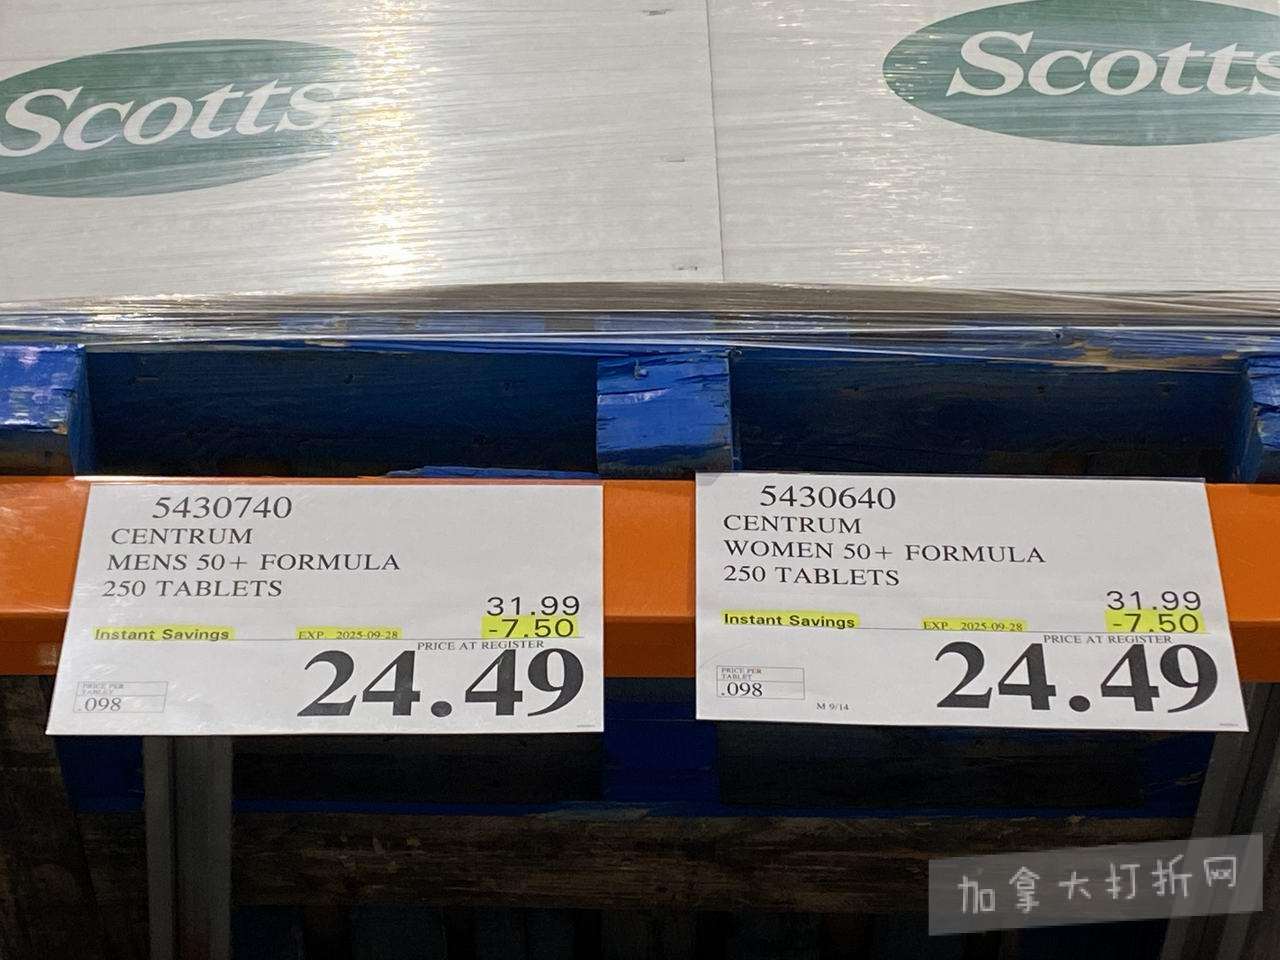 Scotts
Scotts
5430740
CENTRUM
MENS 50+ FORMULA
250 TABLETS
31.99
Instant Savings EXP. 2025-09-28 -7.50
PRICE AT REGISTER
24.49
PRICE PER
TABLET
.098
5430640
CENTRUM
WOMEN 50+ FORMULA
250 TABLETS
31.99
Instant Savings EXP. 2025-09-28 -7.50
PRICE AT REGISTER
24.49
PRICE PER
TABLET
.098
M 9/14
加拿大打折网